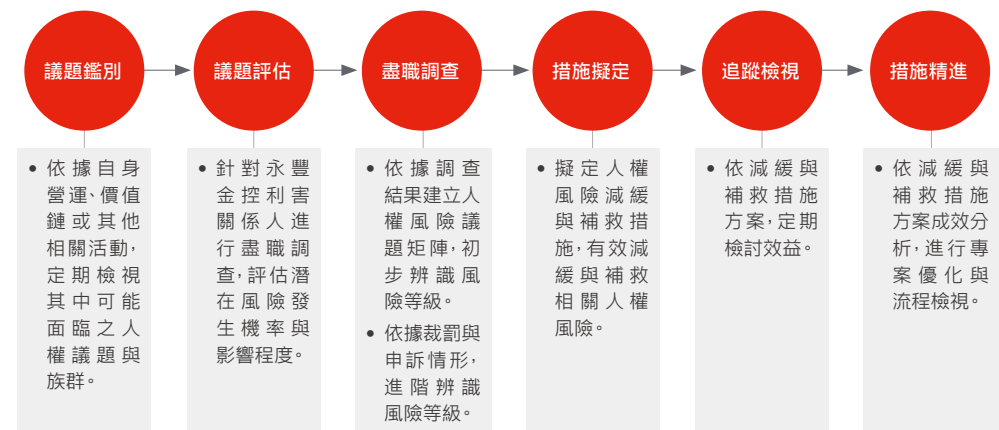 議題鑑別
議題評估
盡職調查
措施擬定
追蹤檢視
措施精進
• 依據自身
營運、價值
鏈或其他
相關活動,
定期檢視
其中可能
面臨之人
權議題與
族群。
• 針對永豐
金控利害
關係人進
行盡職調
查,評估潛
在風險發
生機率與
影響程度。
• 依據調查
結果建立人
權風險議
題矩陣,初
步辨識風
險等級。
• 依據裁罰與
申訴情形,
進階辨識
風險等級。
• 擬定人權
風險減緩
與補救措
施,有效減
緩與補救
相關人權
風險。
• 依減緩與
補救措施
方案,定期
檢討效益。
• 依減緩與
補救措施
方案成效分
析,進行專
案優化與
流程檢視。